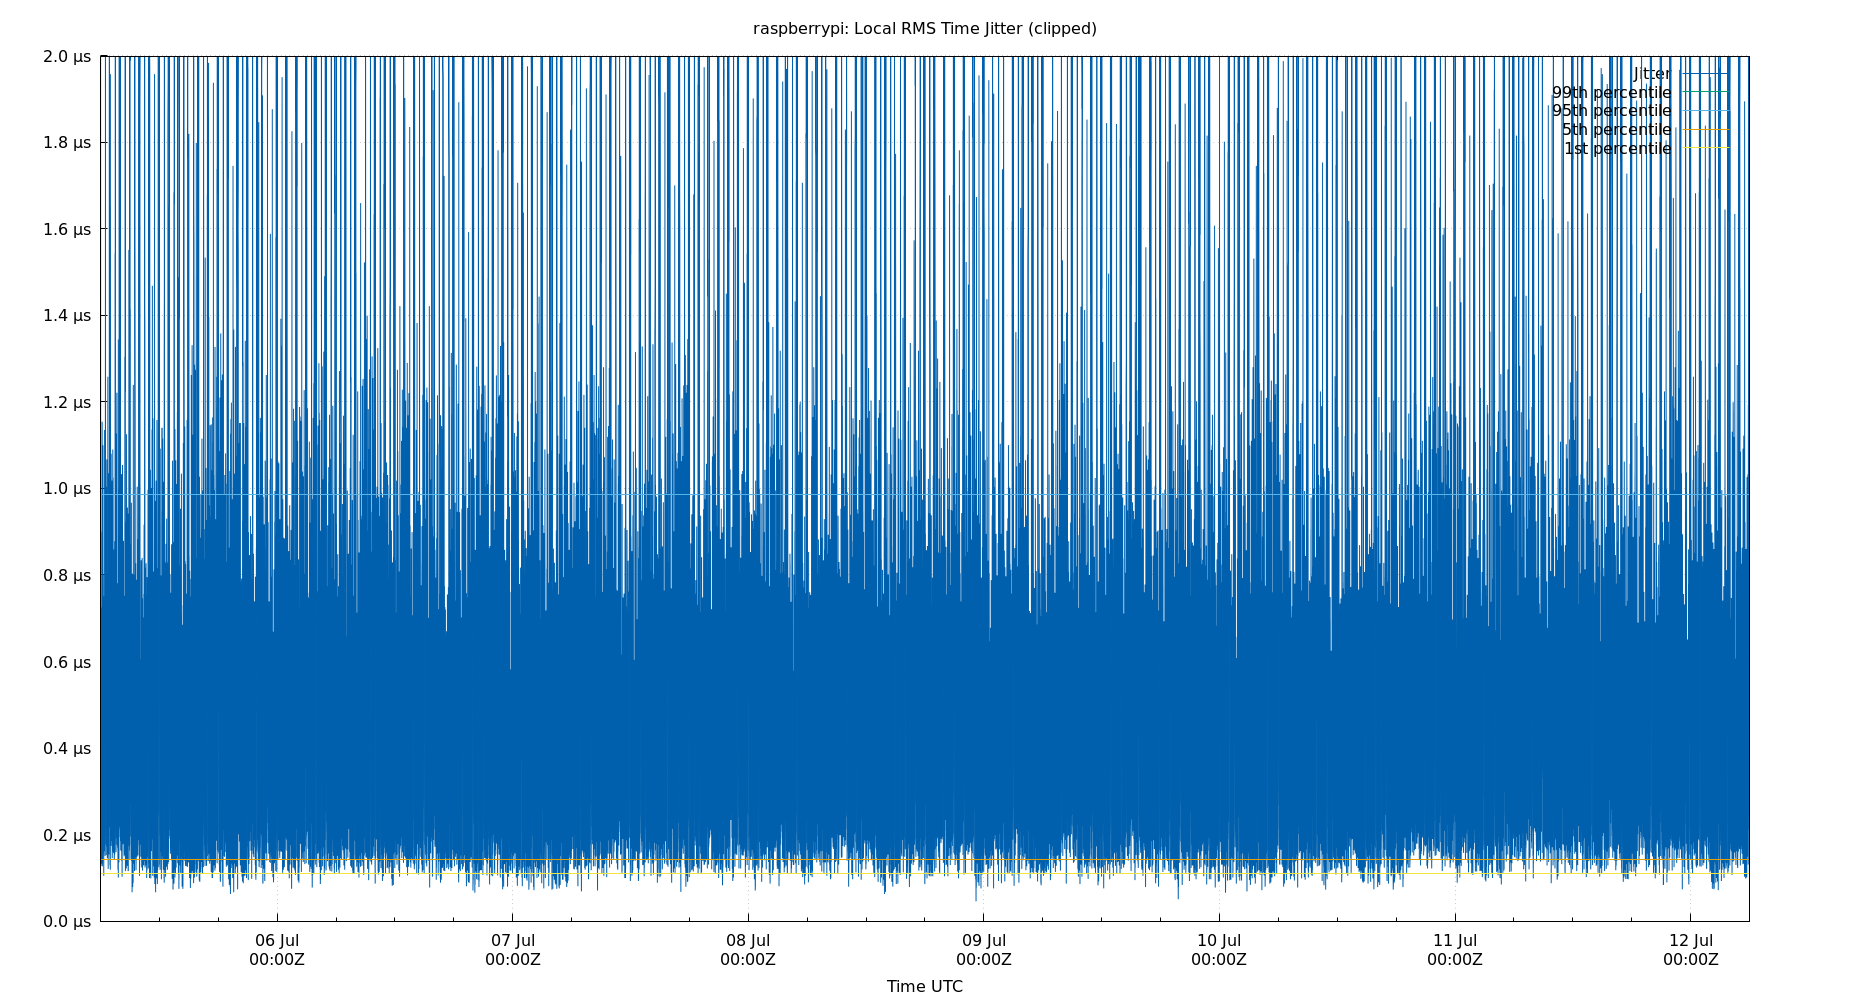 raspberrypi: Local RMS Time Jitter (clipped)
2.0 µs
1.8 µs
1.6 µs
1.4 µs
1.2 µs
1.0 µs
0.8 µs
0.6 µs
0.4 µs
0.2 µs
0.0 µs
Jitter
99th percentile
95th percentile
5th percentile
1st percentile
06 Jul 07 Jul 08 Jul 09 Jul 10 Jul 11 Jul 12 Jul
00:00Z 00:00Z 00:00Z 00:00Z 00:00Z 00:00Z 00:00Z
Time UTC